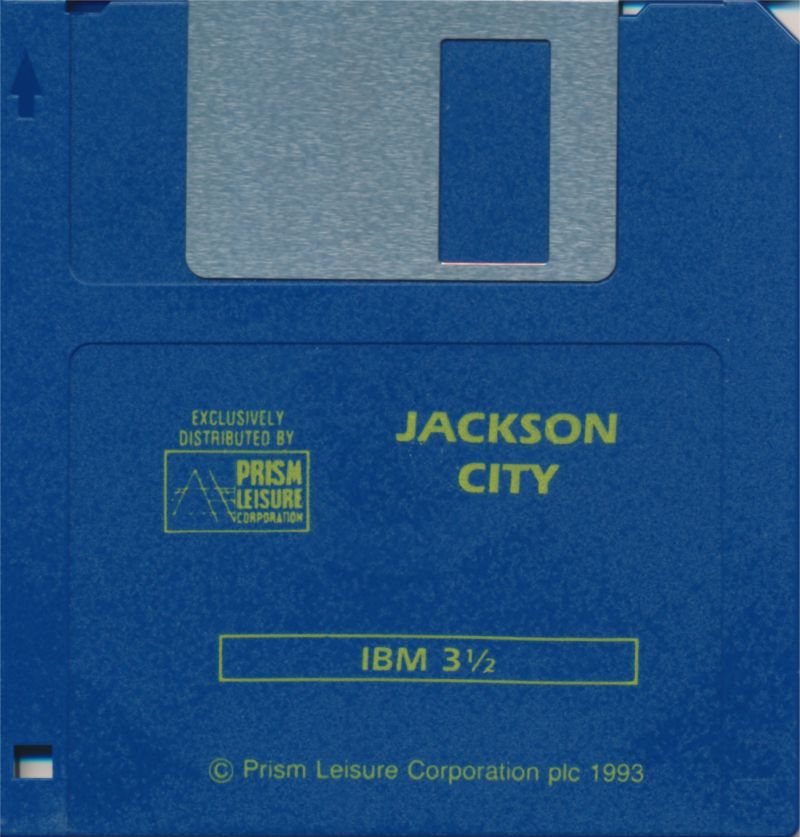 EXCLUSIVELY
DISTRIBUTED BY
PRISM
LEISURE
CORPORATION
JACKSON
CITY
IBM 3½
© Prism Leisure Corporation plc 1993